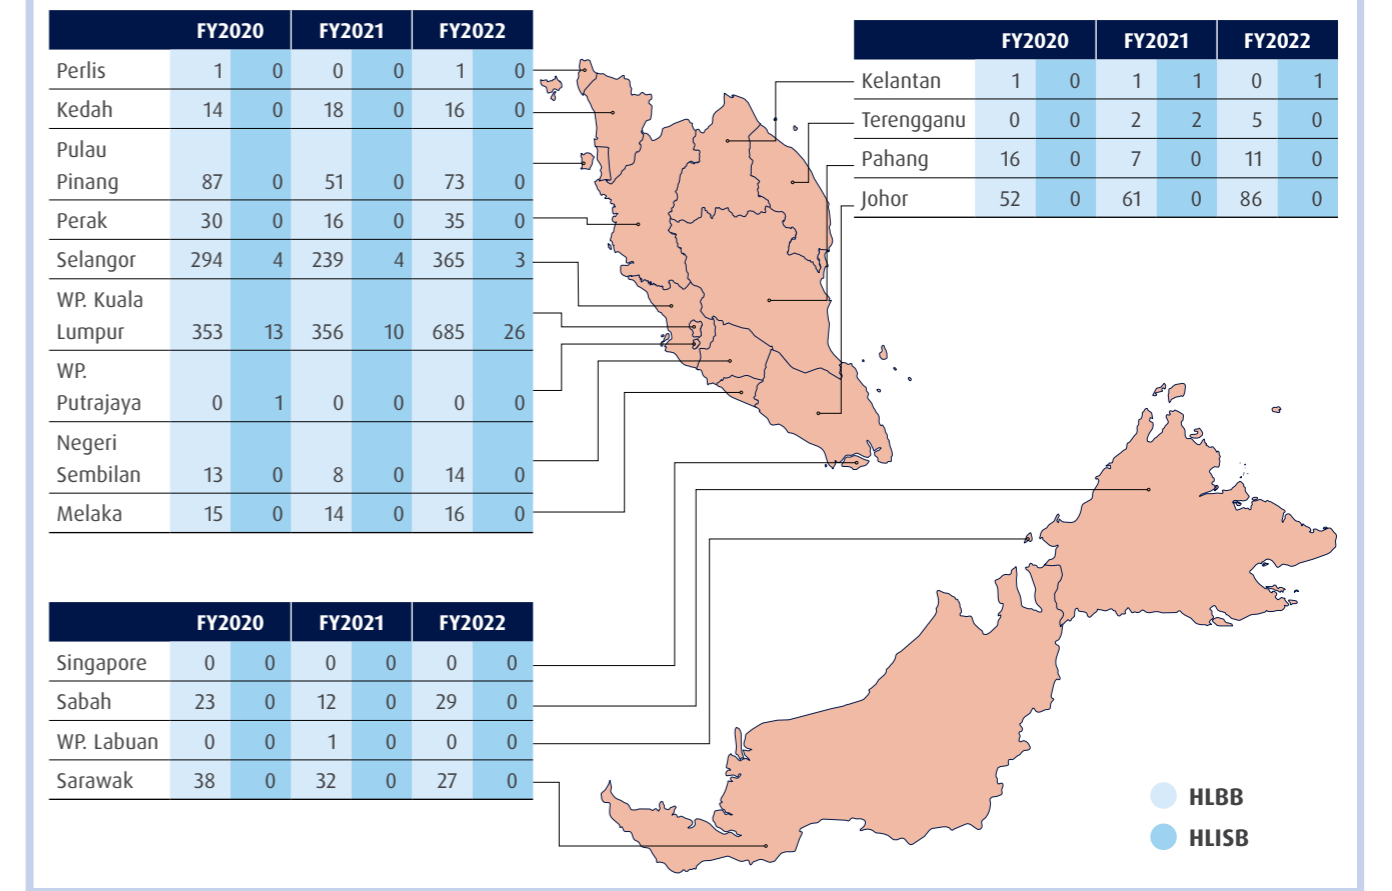 FY2020 FY2021 FY2022
Perlis 1 0 0 0 1 0
Kedah 14 0 18 0 16 0
Pulau
Pinang 87 0 51 0 73 0
Perak 30 0 16 0 35 0
Selangor 294 4 239 4 365 3
WP. Kuala
Lumpur 353 13 356 10 685 26
WP.
Putrajaya 0 1 0 0 0 0
Negeri
Sembilan 13 0 8 0 14 0
Melaka 15 0 14 0 16 0
FY2020 FY2021 FY2022
Kelantan 1 0 1 1 0 1
Terengganu 0 0 2 2 5 0
Pahang 16 0 7 0 11 0
Johor 52 0 61 0 86 0
FY2020 FY2021 FY2022
Singapore 0 0 0 0 0 0
Sabah 23 0 12 0 29 0
WP. Labuan 0 0 1 0 0 0
Sarawak 38 0 32 0 27 0
HLBB
HLISB